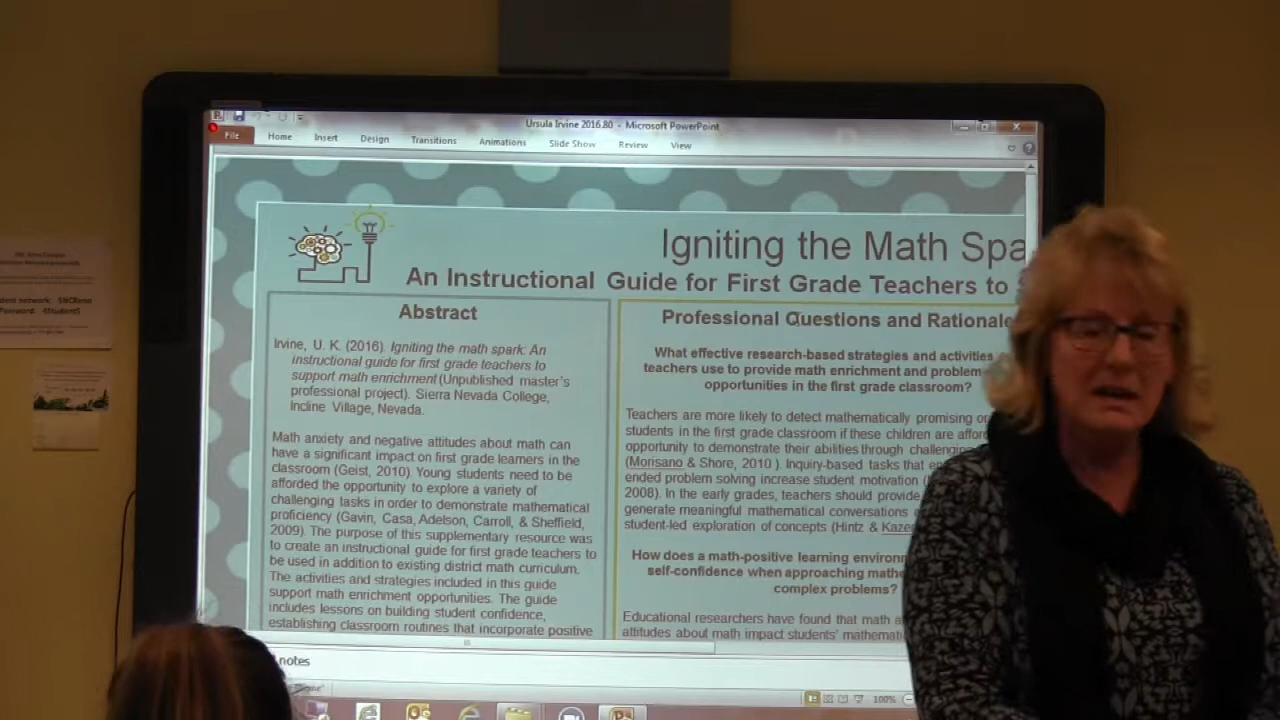 Ursula Irvine 2016.80 - Microsoft PowerPoint
File Home Insert Design Transitions Animations Slide Show Review View
Igniting the Math Spa
An Instructional Guide for First Grade Teachers to S
Abstract
Irvine, U. K. (2016). Igniting the math spark: An
instructional guide for first grade teachers to
support math enrichment (Unpublished master's
professional project). Sierra Nevada College,
Incline Village, Nevada.
Math anxiety and negative attitudes about math can
have a significant impact on first grade learners in the
classroom (Geist, 2010). Young students need to be
afforded the opportunity to explore a variety of
challenging tasks in order to demonstrate mathematical
proficiency (Gavin, Casa, Adelson, Carroll, & Sheffield,
2009). The purpose of this supplementary resource was
to create an instructional guide for first grade teachers to
be used in addition to existing district math curriculum.
The activities and strategies included in this guide
support math enrichment opportunities. The guide
includes lessons on building student confidence,
establishing classroom routines that incorporate positive
Professional Questions and Rationale
What effective research-based strategies and activities
teachers use to provide math enrichment and problem
opportunities in the first grade classroom?
Teachers are more likely to detect mathematically promising or
students in the first grade classroom if these children are afford
opportunity to demonstrate their abilities through challenging
(Morisano & Shore, 2010 ). Inquiry-based tasks that
ended problem solving increase student motivation
2008). In the early grades, teachers should provide
generate meaningful mathematical conversations
student-led exploration of concepts (Hintz & Kaze
How does a math-positive learning environm
self-confidence when approaching mathe
complex problems?
Educational researchers have found that math a
attitudes about math impact students' mathemati
notes
100%